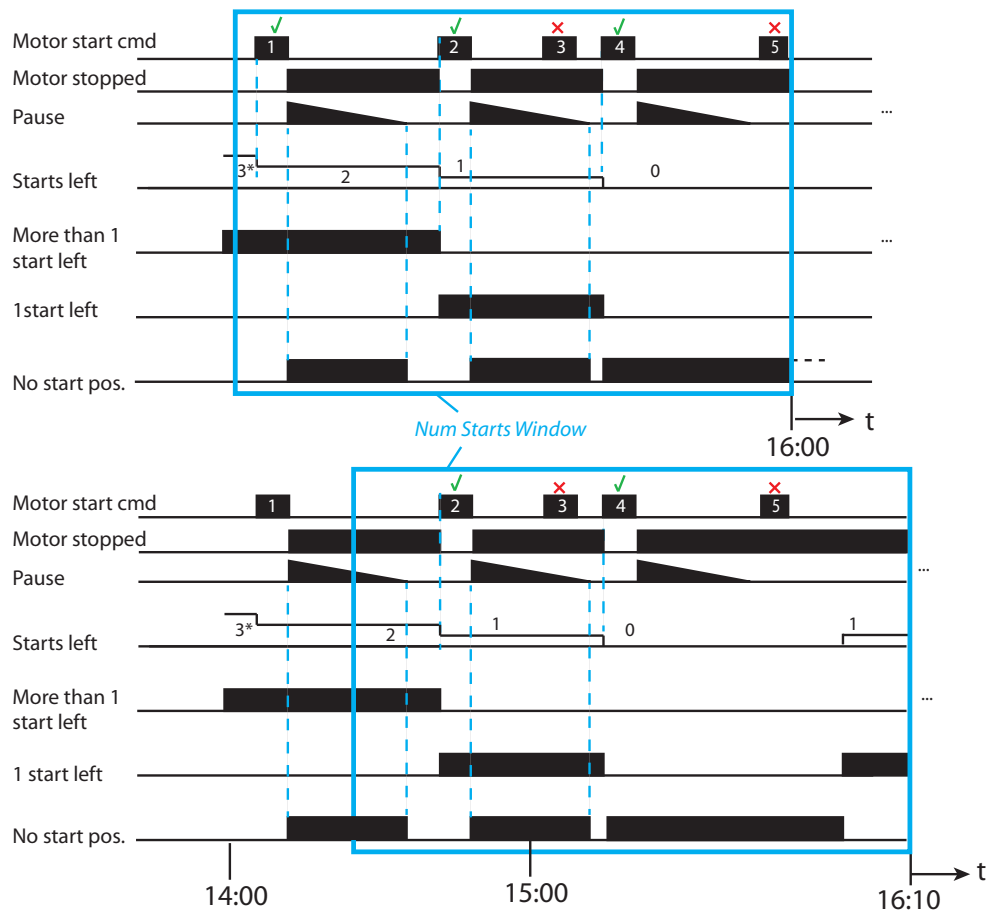 Motor start cmd 1 2 3 4 5
Motor stopped
Pause ...
Starts left 3* 2 1 0
More than 1 ...
start left
1start left
No start pos.
Num Starts Window
t
16:00
Motor start cmd 1 2 3 4 5
Motor stopped
Pause ...
Starts left 3* 2 1 0 1
More than 1 ...
start left
1 start left
No start pos.
t
14:00 15:00 16:10